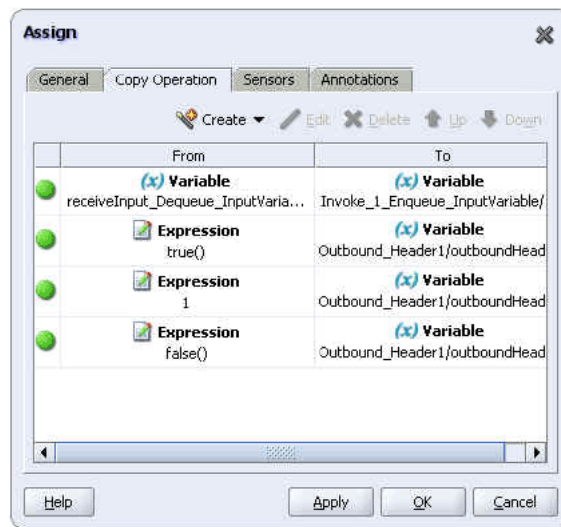 Assign
General Copy Operation Sensors Annotations
Create Edit Delete Up Down
From To
(x) Variable (x) Variable
receiveInput_Dequeue_InputVaria... Invoke_1_Enqueue_InputVariable/
Expression (x) Variable
true() Outbound_Header1/outboundHead
Expression (x) Variable
1 Outbound_Header1/outboundHead
Expression (x) Variable
false() Outbound_Header1/outboundHead
Help Apply OK Cancel